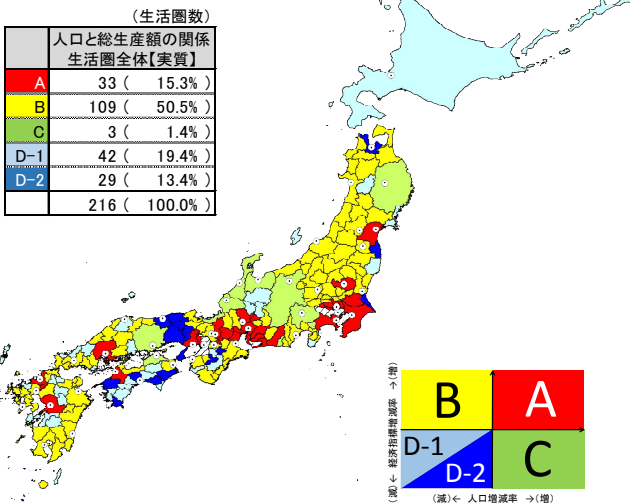 （生活圏数）
人口と総生産額の関係
生活圏全体【実質】
A 33 ( 15.3% )
B 109 ( 50.5% )
C 3 ( 1.4% )
D-1 42 ( 19.4% )
D-2 29 ( 13.4% )
216 ( 100.0% )
B A
D-1
D-2 C
（減）← 経済指標増減率 →（増）
（減）← 人口増減率 →（増）